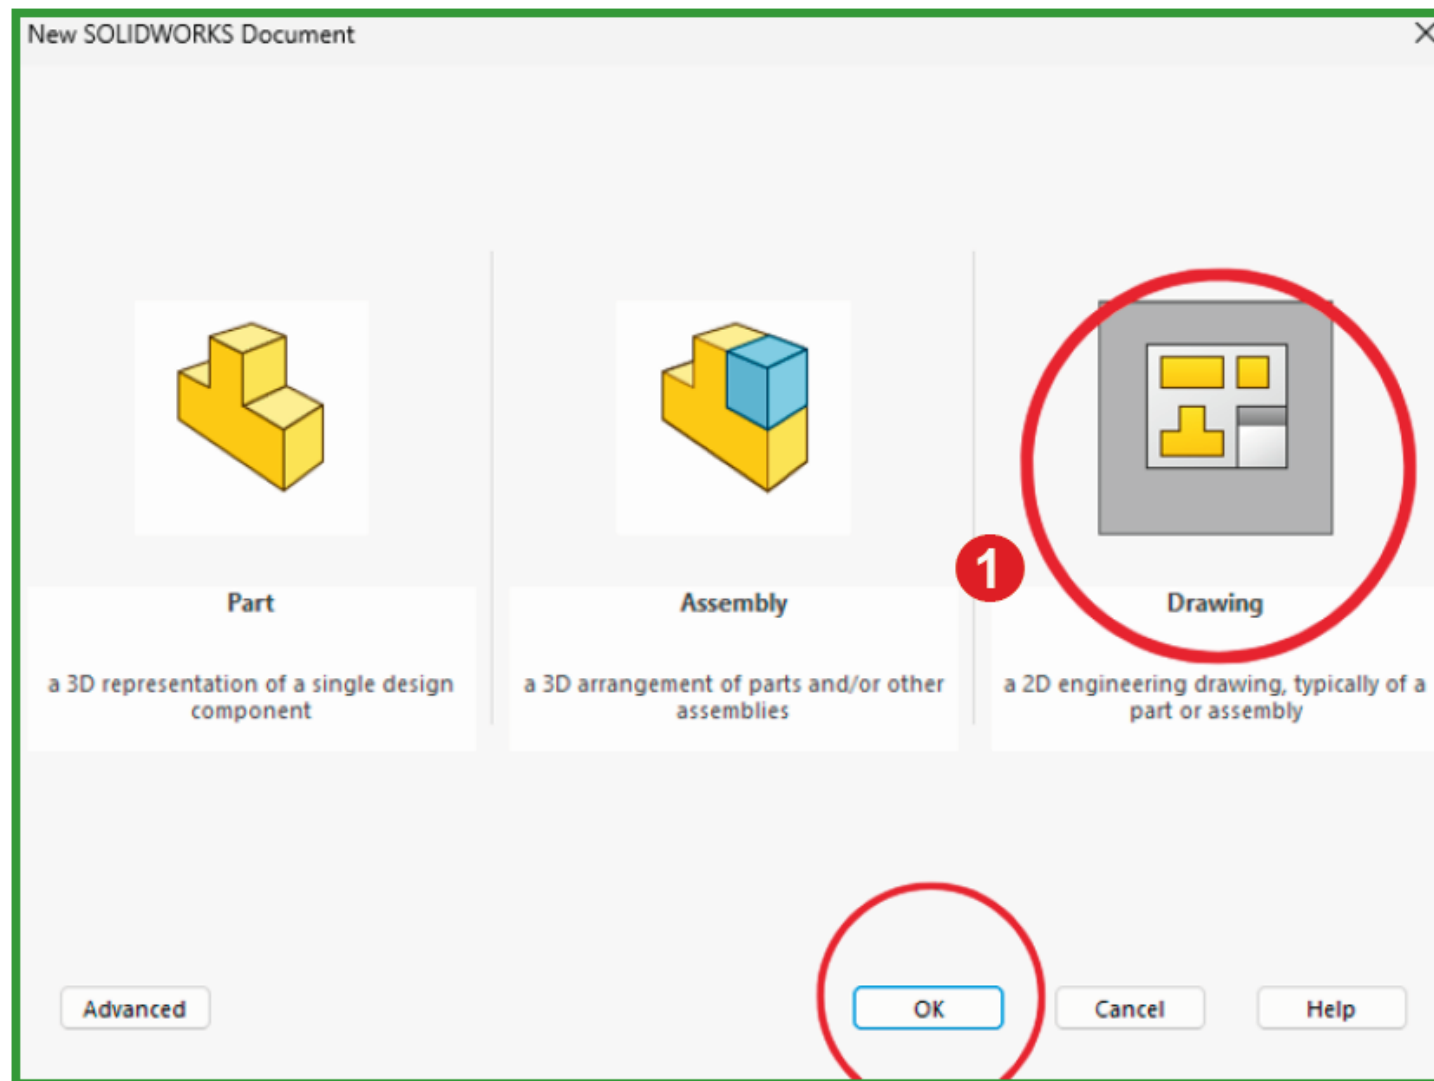 New SOLIDWORKS Document
Part
a 3D representation of a single design
component
Assembly
a 3D arrangement of parts and/or other
assemblies
1
Drawing
a 2D engineering drawing, typically of a
part or assembly
Advanced
OK
Cancel
Help